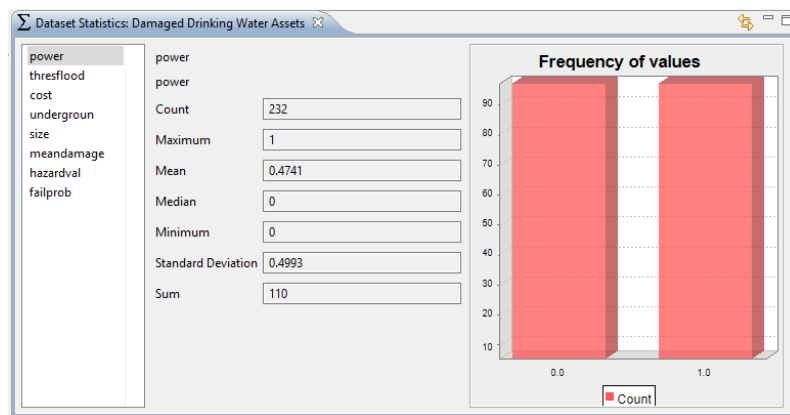 Σ Dataset Statistics: Damaged Drinking Water Assets
power
thresflood
cost
undergroun
size
meandamage
hazardval
failprob
power
power
Count 232
Maximum 1
Mean 0.4741
Median 0
Minimum 0
Standard Deviation 0.4993
Sum 110
Frequency of values
90
80
70
60
50
40
30
20
10
0.0 1.0
Count